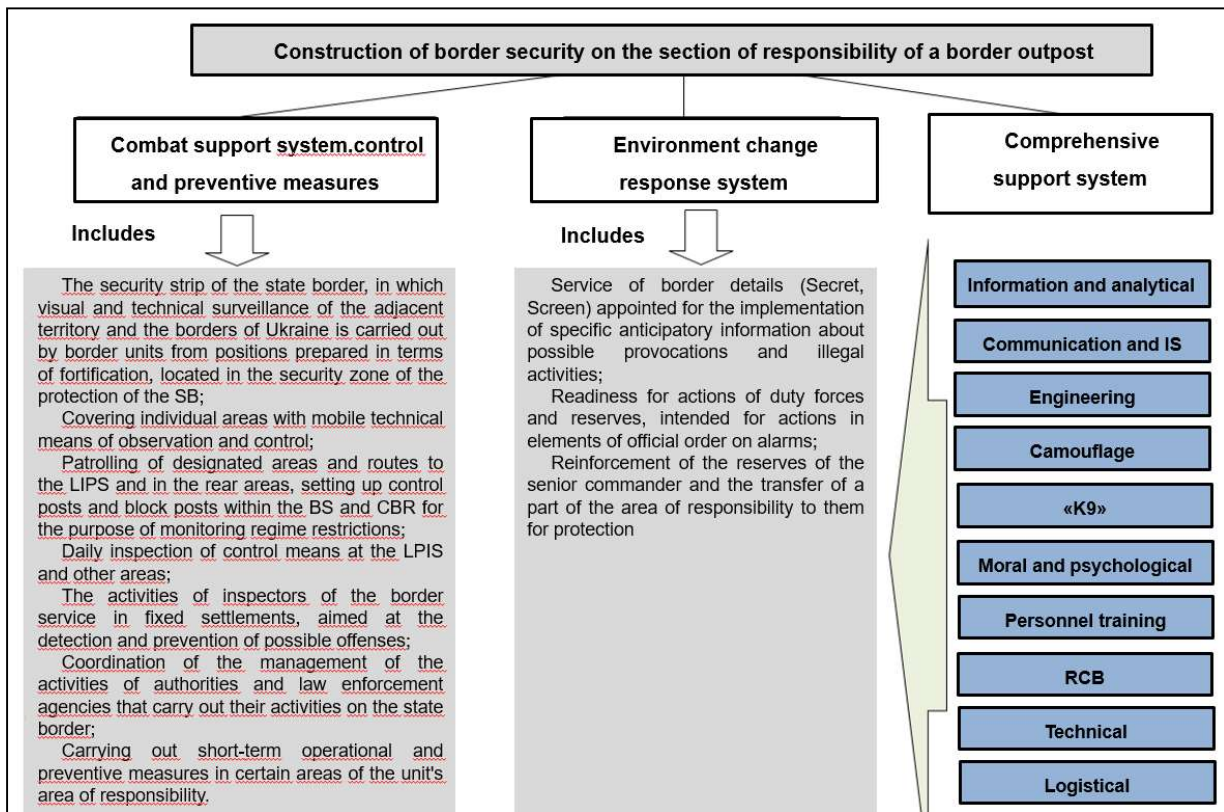 Construction of border security on the section of responsibility of a border outpost
Combat support system,control
and preventive measures
Environment change
response system
Comprehensive
support system
Includes
Includes
The security strip of the state border, in which
visual and technical surveillance of the adjacent
territory and the borders of Ukraine is carried out
by border units from positions prepared in terms
of fortification, located in the security zone of the
protection of the SB;
Covering individual areas with mobile technical
means of observation and control;
Patrolling of designated areas and routes to
the LIPS and in the rear areas, setting up control
posts and block posts within the BS and CBR for
the purpose of monitoring regime restrictions;
Daily inspection of control means at the LPIS
and other areas;
The activities of inspectors of the border
service in fixed settlements, aimed at the
detection and prevention of possible offenses;
Coordination of the management of the
activities of authorities and law enforcement
agencies that carry out their activities on the state
border;
Carrying out short-term operational and
preventive measures in certain areas of the unit's
area of responsibility.
Service of border details (Secret,
Screen) appointed for the implementation
of specific anticipatory information about
possible provocations and illegal
activities;
Readiness for actions of duty forces
and reserves, intended for actions in
elements of official order on alarms;
Reinforcement of the reserves of the
senior commander and the transfer of a
part of the area of responsibility to them
for protection
Information and analytical
Communication and IS
Engineering
Camouflage
«K9»
Moral and psychological
Personnel training
RCB
Technical
Logistical